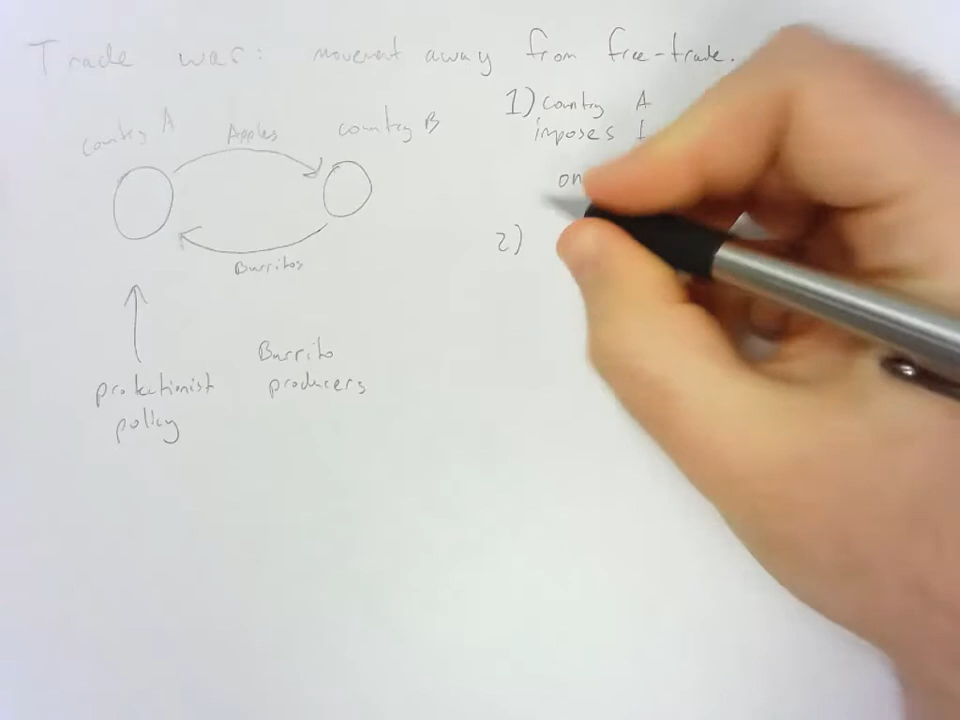 Trade war: movement away from free-trade.
country A
Apples
country B
Burritos
protectionist
policy
Burrito
producers
1) country A
imposes
on
2)